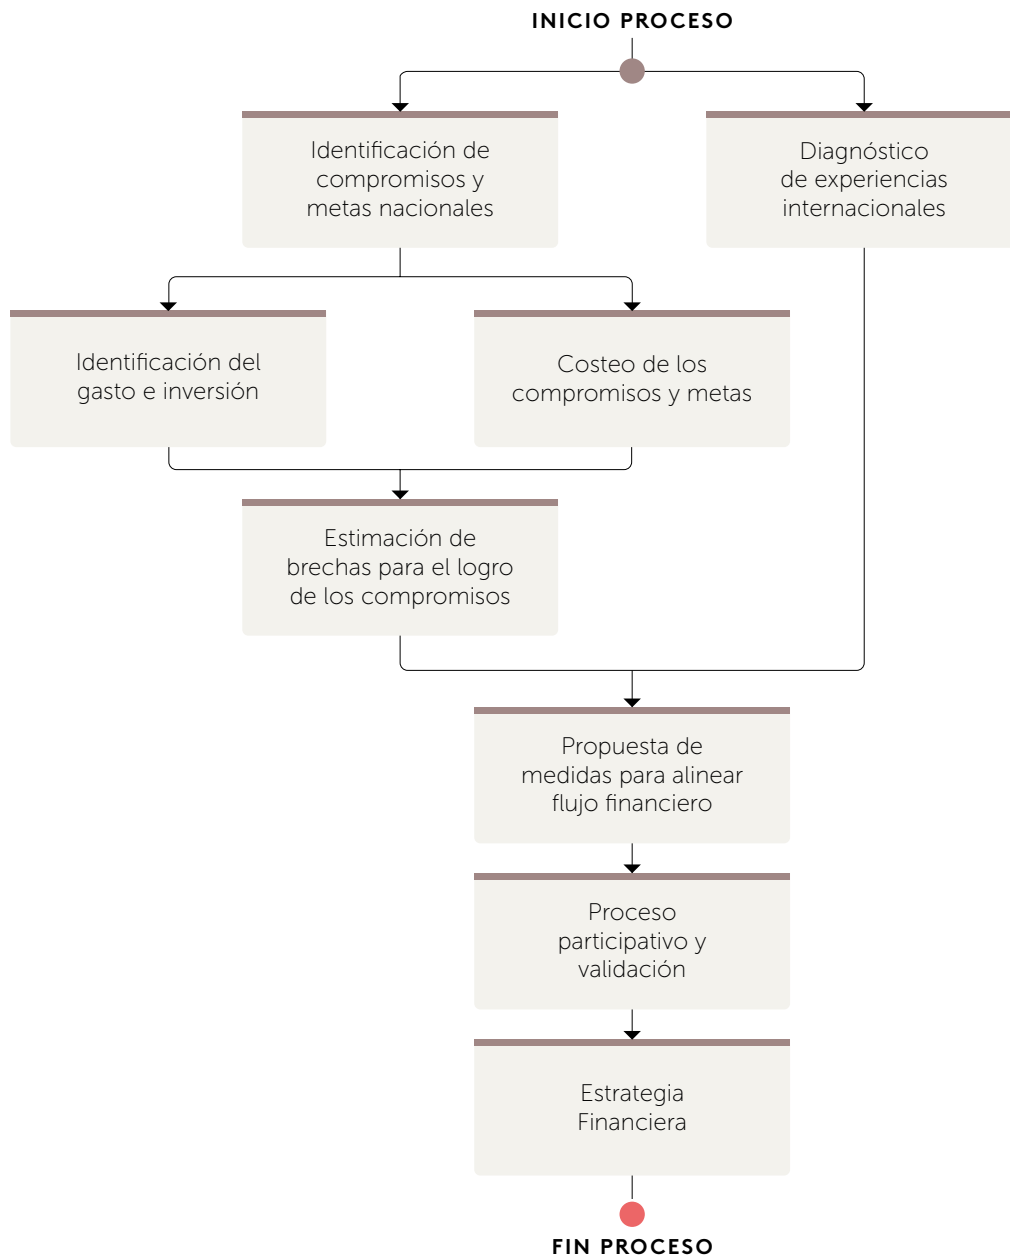 INICIO PROCESO
Identificación de
compromisos y
metas nacionales
Diagnóstico
de experiencias
internacionales
Identificación del
gasto e inversión
Costeo de los
compromisos y metas
Estimación de
brechas para el logro
de los compromisos
Propuesta de
medidas para alinear
flujo financiero
Proceso
participativo y
validación
Estrategia
Financiera
FIN PROCESO